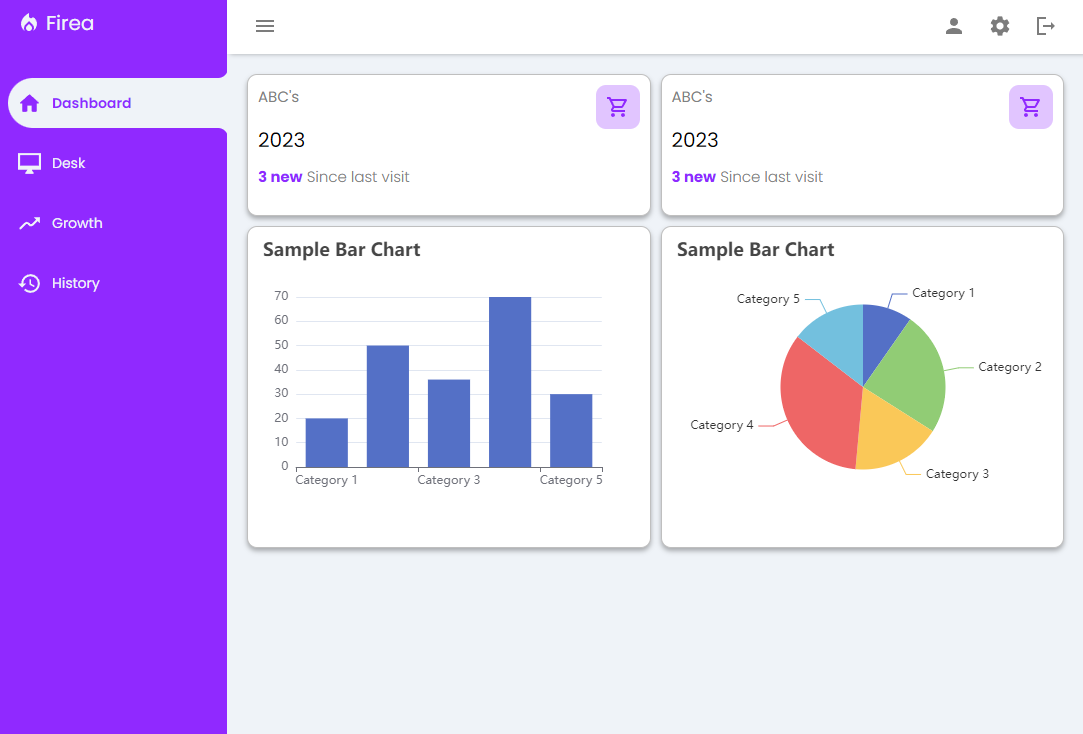 Firea
Dashboard
Desk
Growth
History
ABC's
2023
3 new Since last visit
ABC's
2023
3 new Since last visit
Sample Bar Chart
70
60
50
40
30
20
10
0
Category 1
Category 3
Category 5
Sample Bar Chart
Category 5
Category 1
Category 2
Category 4
Category 3